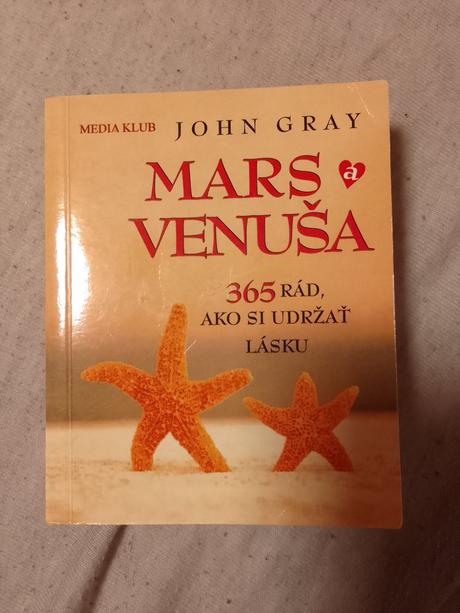 MEDIA KLUB JOHN GRAY
MARS a
VENUŠA
365 RÁD,
AKO SI UDRŽAŤ
LÁSKU